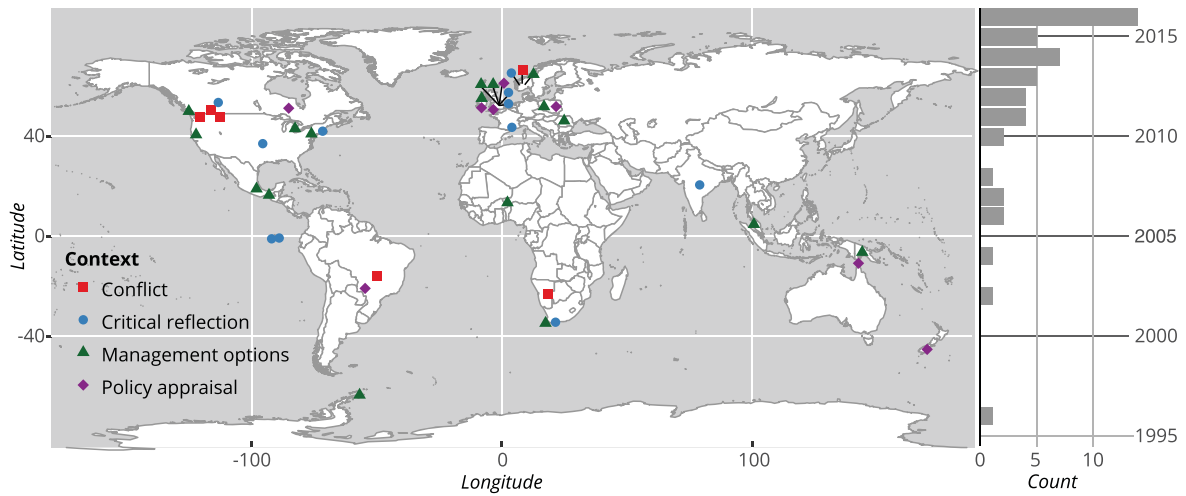 2015
40
2010
Latitude
0
2005
Context
Conflict
Critical reflection
-40
2000
Management options
Policy appraisal
1995
-100
0
100
0
5
10
Longitude
Count